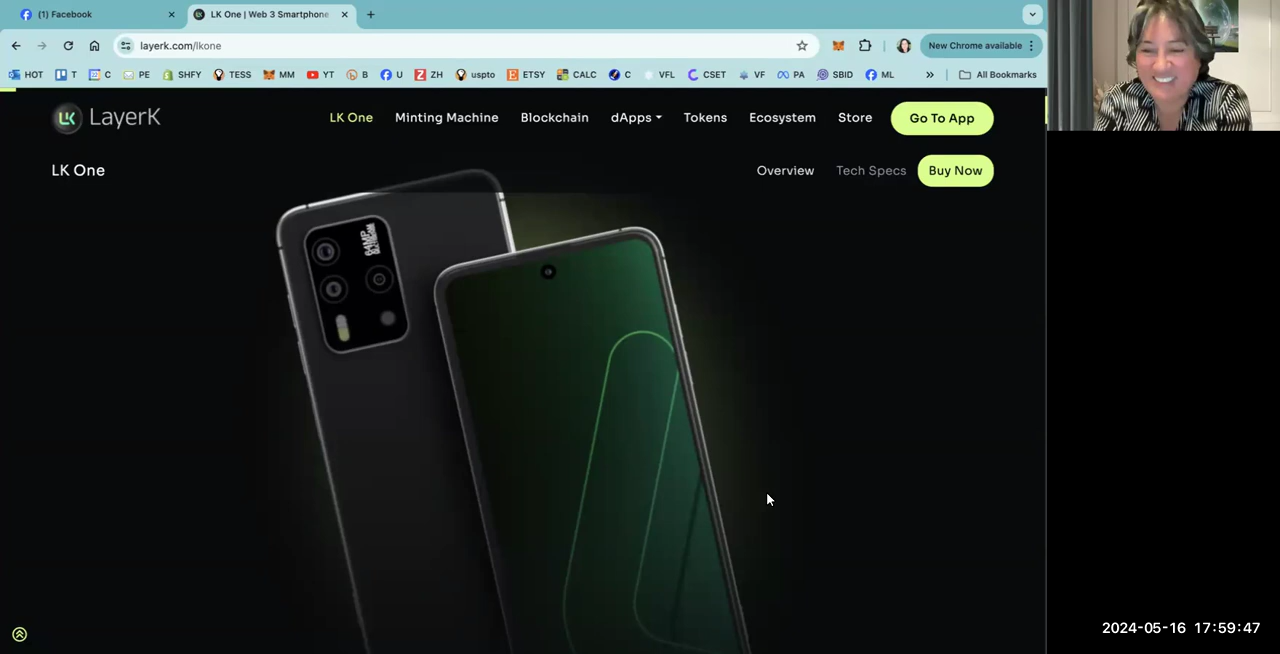 (1) Facebook
LK One | Web 3 Smartphone
layerk.com/lkone
New Chrome available
HOT T C PE SHFY TESS MM YT B U ZH uspto ETSY CALC C VFL CSET VF PA SBID ML » All Bookmarks
LK LayerK
LK One Minting Machine Blockchain dApps Tokens Ecosystem Store Go To App
LK One Overview Tech Specs Buy Now
64MP
2024-05-16 17:59:47